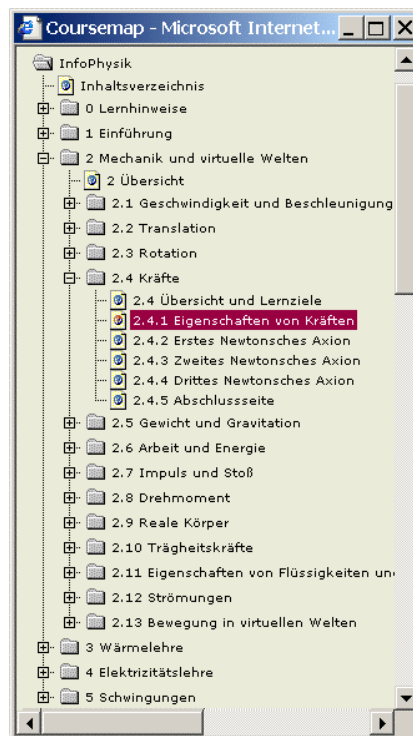 Coursemap - Microsoft Internet...
InfoPhysik
Inhaltsverzeichnis
0 Lernhinweise
1 Einführung
2 Mechanik und virtuelle Welten
2 Übersicht
2.1 Geschwindigkeit und Beschleunigung
2.2 Translation
2.3 Rotation
2.4 Kräfte
2.4 Übersicht und Lernziele
2.4.1 Eigenschaften von Kräften
2.4.2 Erstes Newtonsches Axion
2.4.3 Zweites Newtonsches Axion
2.4.4 Drittes Newtonsches Axion
2.4.5 Abschlussseite
2.5 Gewicht und Gravitation
2.6 Arbeit und Energie
2.7 Impuls und Stoß
2.8 Drehmoment
2.9 Reale Körper
2.10 Trägheitskräfte
2.11 Eigenschaften von Flüssigkeiten und
2.12 Strömungen
2.13 Bewegung in virtuellen Welten
3 Wärmelehre
4 Elektrizitätslehre
5 Schwingungen